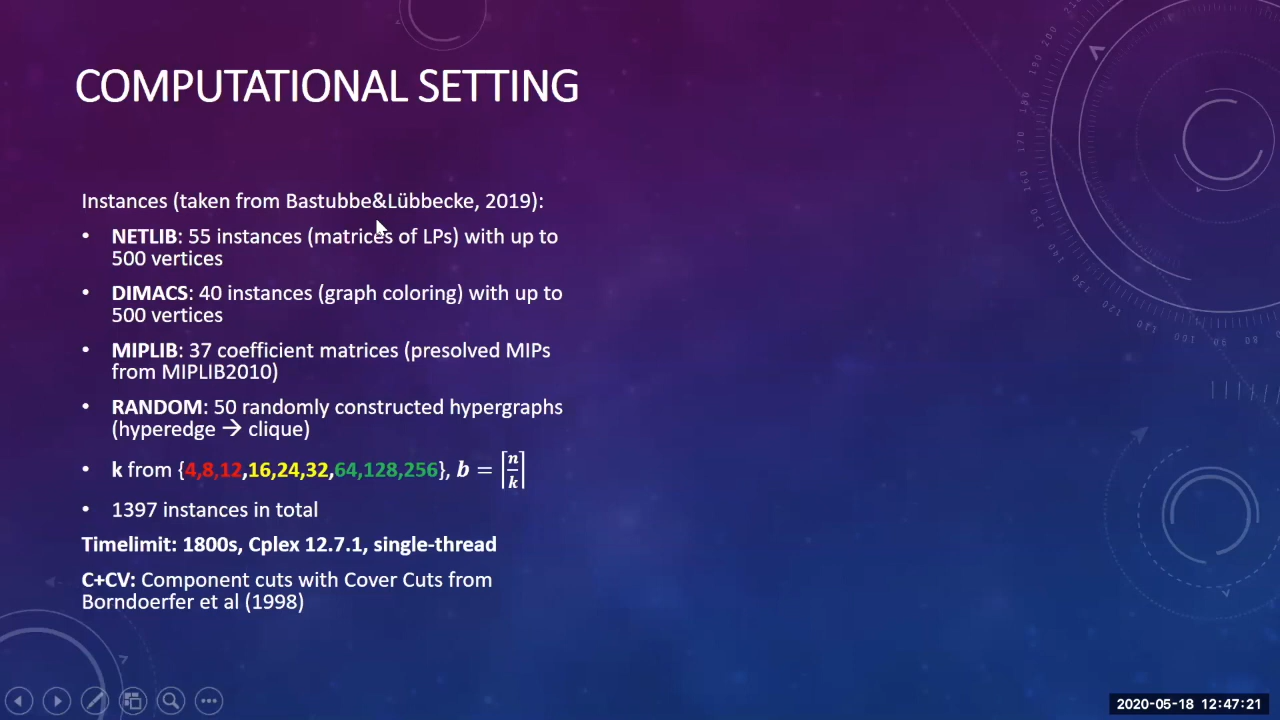 COMPUTATIONAL SETTING
Instances (taken from Bastubbe&Lübbecke, 2019):
• NETLIB: 55 instances (matrices of LPs) with up to
500 vertices
• DIMACS: 40 instances (graph coloring) with up to
500 vertices
• MIPLIB: 37 coefficient matrices (presolved MIPs
from MIPLIB2010)
• RANDOM: 50 randomly constructed hypergraphs
(hyperedge → clique)
• k from {4,8,12,16,24,32,64,128,256}, b = ⌈n/k⌉
• 1397 instances in total
Timelimit: 1800s, Cplex 12.7.1, single-thread
C+CV: Component cuts with Cover Cuts from
Borndoerfer et al (1998)
2020-05-18 12:47:21